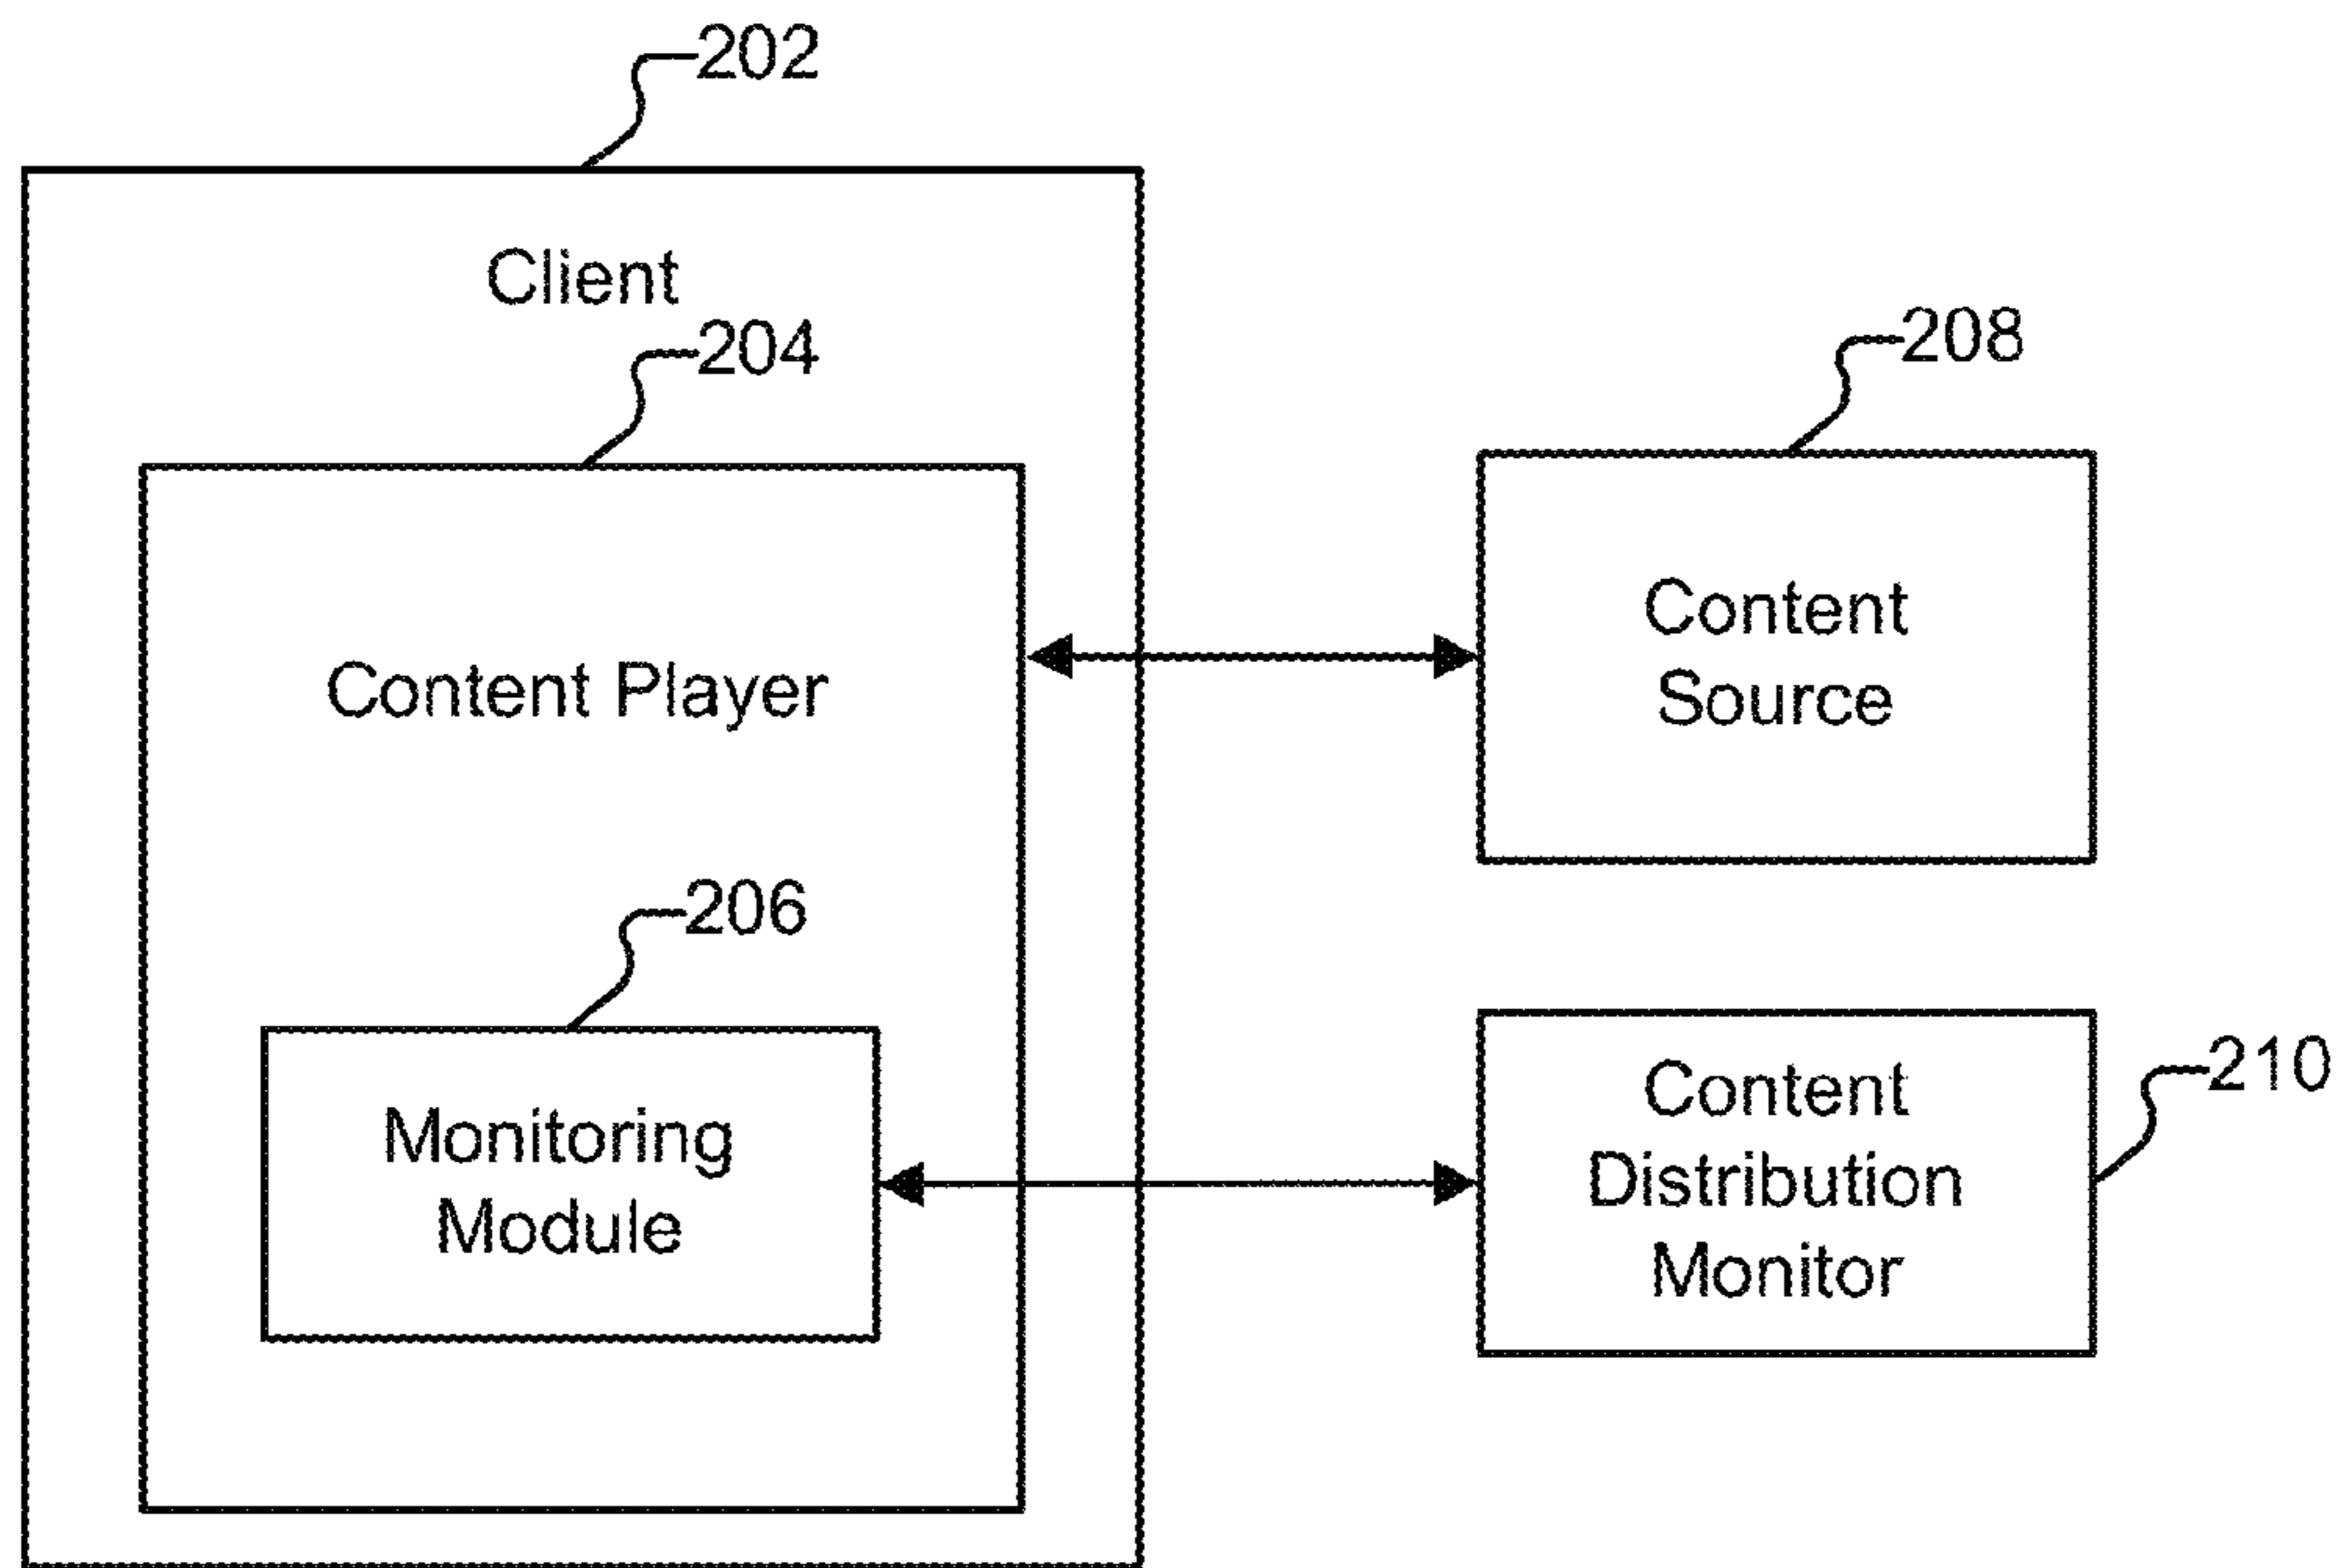 202
Client
204
208
Content Player
Content
Source
206
Monitoring
Module
Content
Distribution
Monitor
210